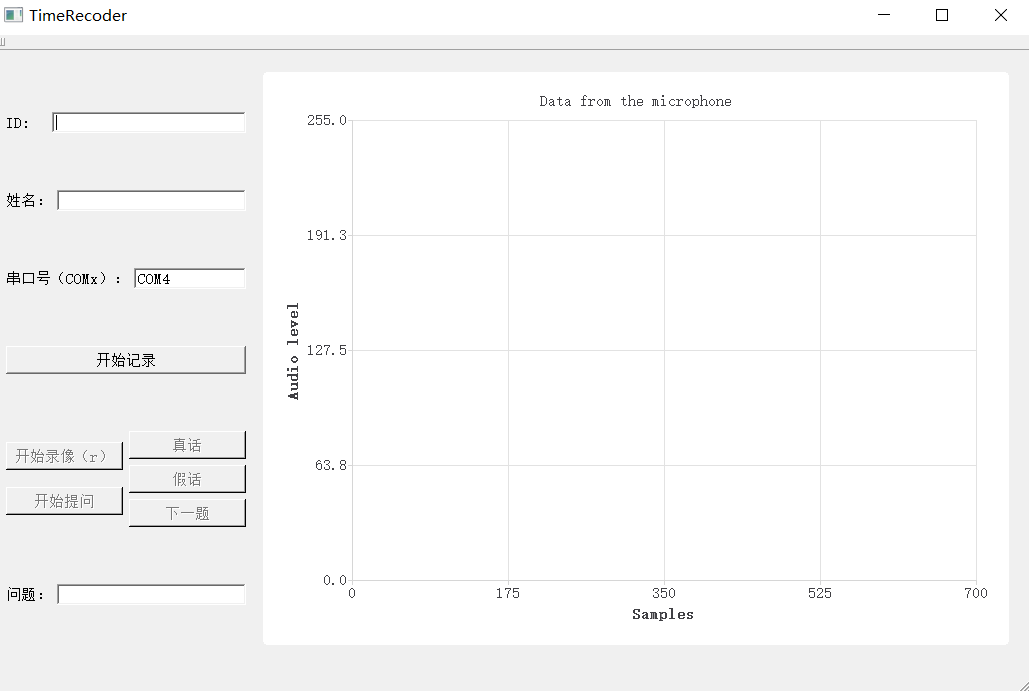 TimeRecoder
ID:
姓名：
串口号（COMx）： COM4
开始记录
开始录像（r）
开始提问
真话
假话
下一题
问题：
Data from the microphone
Audio level
255.0
191.3
127.5
63.8
0.0
0 175 350 525 700
Samples